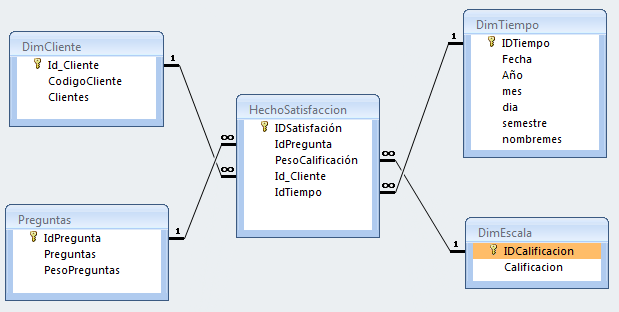 DimCliente
Id_Cliente
CodigoCliente
Clientes
1
HechoSatisfaccion
IDSatisfación
IdPregunta
PesoCalificación
Id_Cliente
IdTiempo
∞
∞
∞
∞
DimTiempo
IDTiempo
Fecha
Año
mes
dia
semestre
nombremes
1
Preguntas
IdPregunta
Preguntas
PesoPreguntas
1
DimEscala
IDCalificacion
Calificacion
1